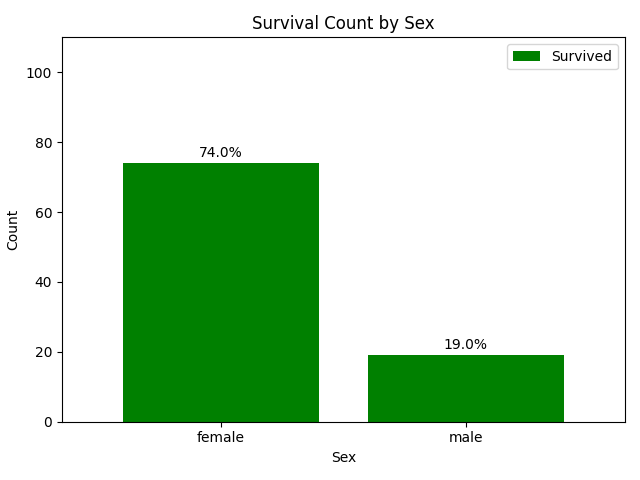 Survival Count by Sex
Survived
100
80
60
40
20
0
Count
74.0%
19.0%
female
male
Sex